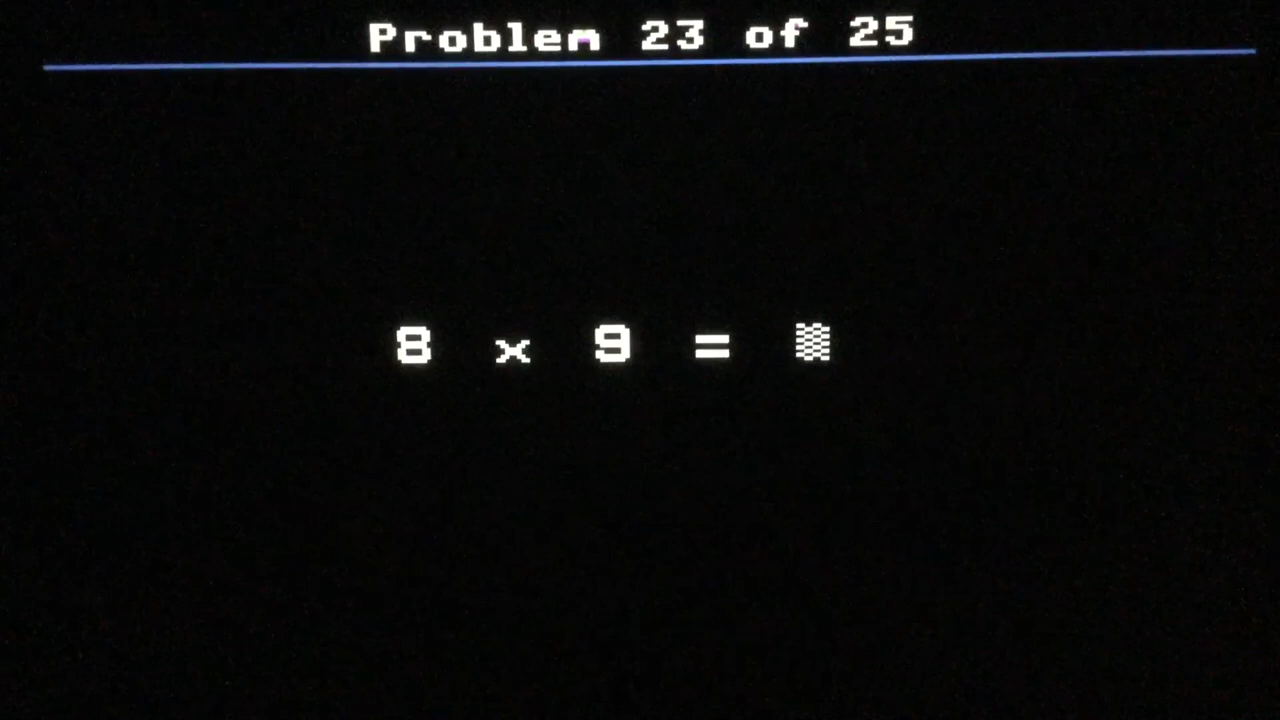 Problem 23 of 25
8 x 9 = ▒